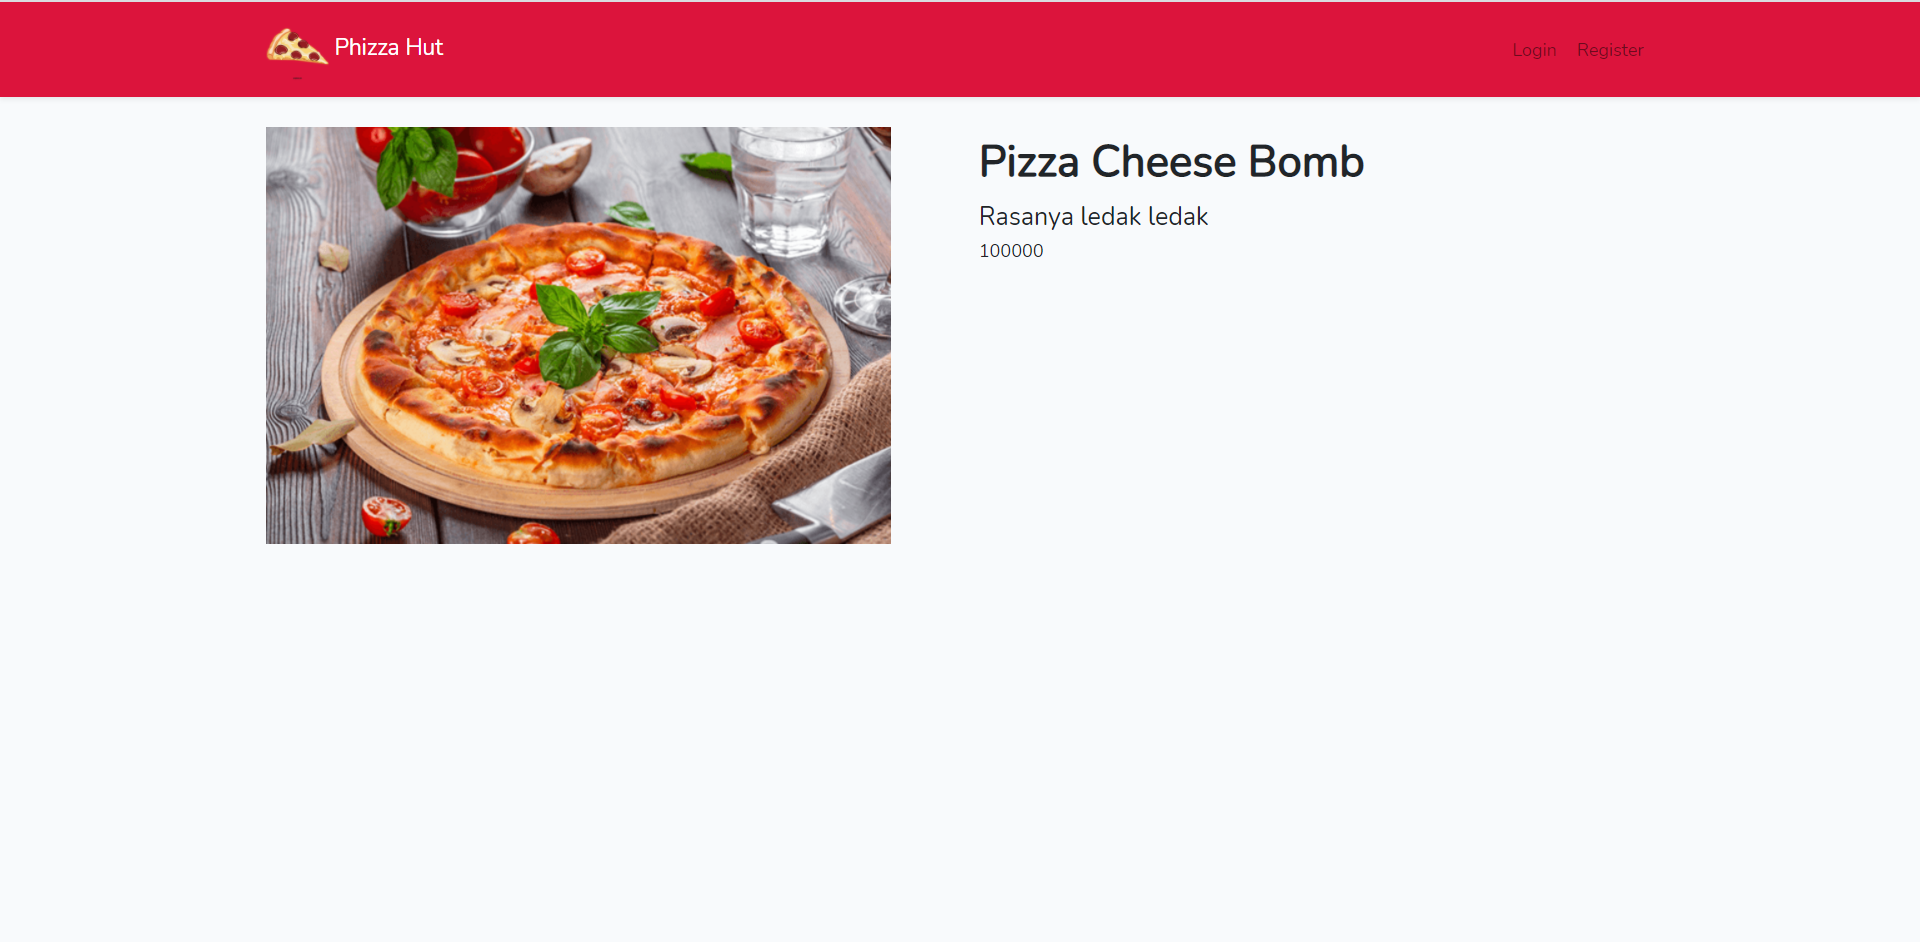 Phizza Hut
Login Register
Pizza Cheese Bomb
Rasanya ledak ledak
100000